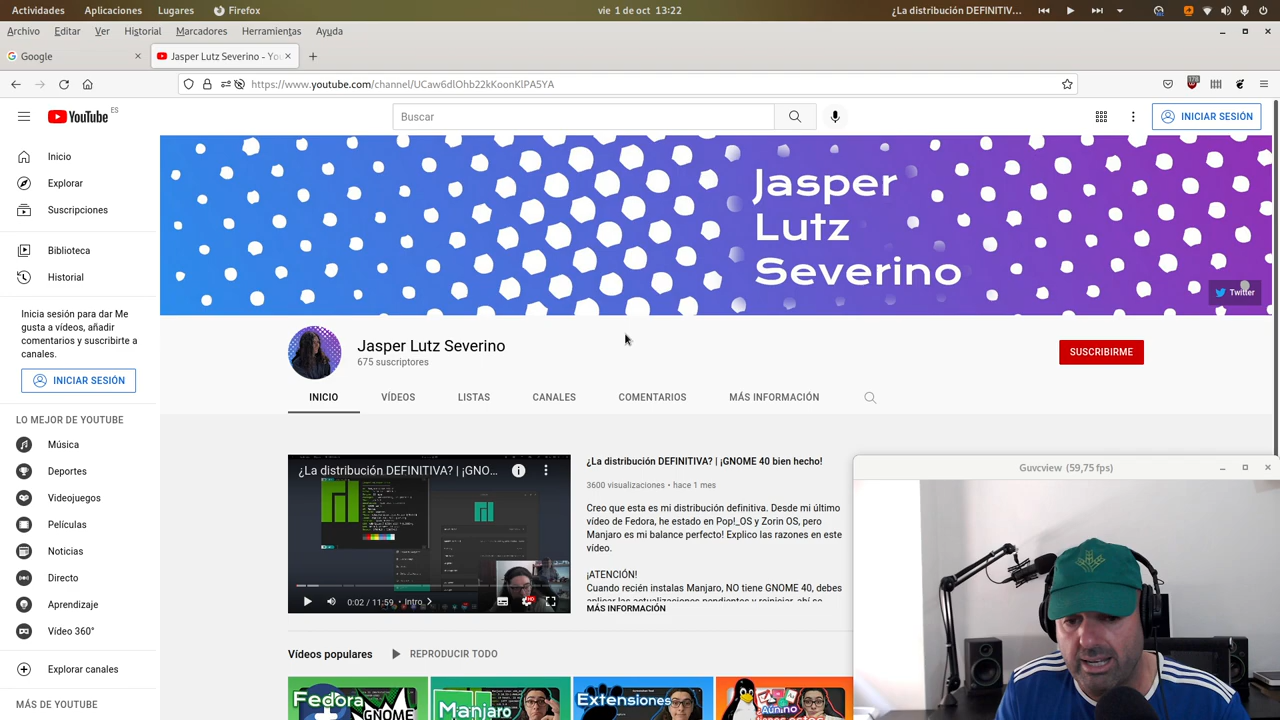 Actividades Aplicaciones Lugares Firefox vie 1 de oct 13:22 ¿La distribución DEFINITIV…
Archivo Editar Ver Historial Marcadores Herramientas Ayuda
Google Jasper Lutz Severino - Yo
https://www.youtube.com/channel/UCaw6dlOhb22kKoonKlPA5YA
YouTube ES
Buscar
INICIAR SESIÓN
Inicio
Explorar
Suscripciones
Biblioteca
Historial
Inicia sesión para dar Me
gusta a vídeos, añadir
comentarios y suscribirte a
canales.
INICIAR SESIÓN
LO MEJOR DE YOUTUBE
Música
Deportes
Videojuegos
Películas
Noticias
Directo
Aprendizaje
Vídeo 360°
Explorar canales
MÁS DE YOUTUBE
Jasper
Lutz
Severino
Twitter
Jasper Lutz Severino
675 suscriptores
SUSCRIBIRME
INICIO VÍDEOS LISTAS CANALES COMENTARIOS MÁS INFORMACIÓN
¿La distribución DEFINITIVA? | ¡GNO...
0:02 / 11:59 • Intro
HD
¿La distribución DEFINITIVA? | ¡GNOME 40 bien hecho!
3600 visualizaciones • hace 1 mes
Creo que esta es mi distribución definitiva. Desde mi último
vídeo de Fedora, he estado en Pop!_OS y Zorin OS, pero
Manjaro es mi balance perfecto! Explico las razones en este
vídeo.
¡ATENCIÓN!
Cuando recién instalas Manjaro, NO tiene GNOME 40, debes
MÁS INFORMACIÓN
Guvcview (59,75 fps)
Vídeos populares REPRODUCIR TODO
Fedora
GNOME
Manjaro
Extensiones
Aún no